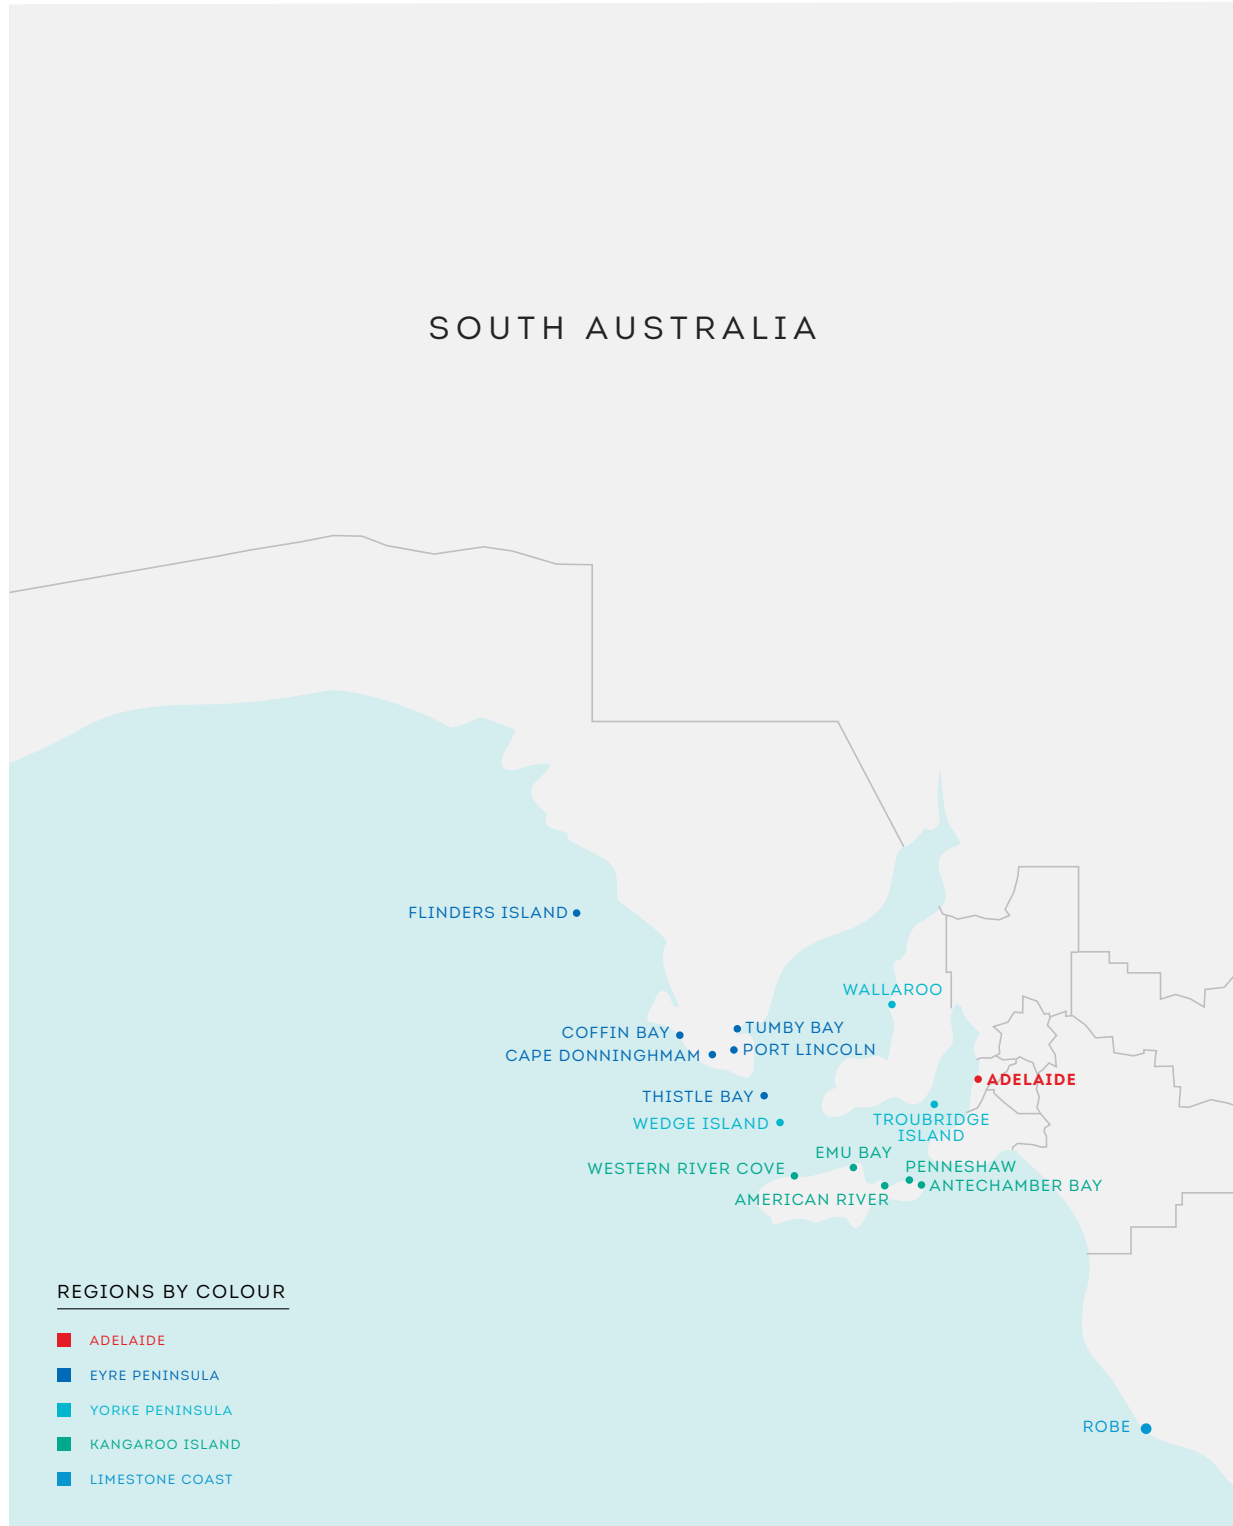 SOUTH AUSTRALIA
FLINDERS ISLAND
WALLAROO
TUMBY BAY
COFFIN BAY
PORT LINCOLN
CAPE DONNINGHMAM
ADELAIDE
THISTLE BAY
WEDGE ISLAND
TROUBRIDGE
ISLAND
EMU BAY
WESTERN RIVER COVE
PENNESHAW
ANTECHAMBER BAY
AMERICAN RIVER
REGIONS BY COLOUR
ADELAIDE
EYRE PENINSULA
YORKE PENINSULA
KANGAROO ISLAND
LIMESTONE COAST
ROBE